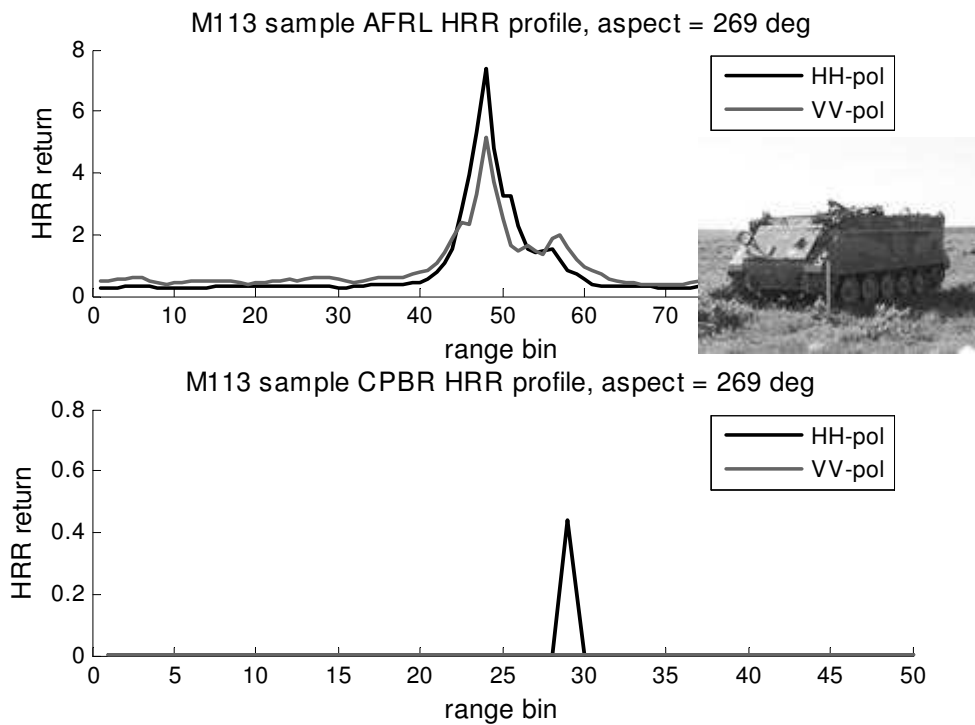 M113 sample AFRL HRR profile, aspect = 269 deg
8
6
4
2
0
HRR return
HH-pol
VV-pol
0 10 20 30 40 50 60 70
range bin
M113 sample CPBR HRR profile, aspect = 269 deg
0.8
0.6
0.4
0.2
0
HRR return
HH-pol
VV-pol
0 5 10 15 20 25 30 35 40 45 50
range bin